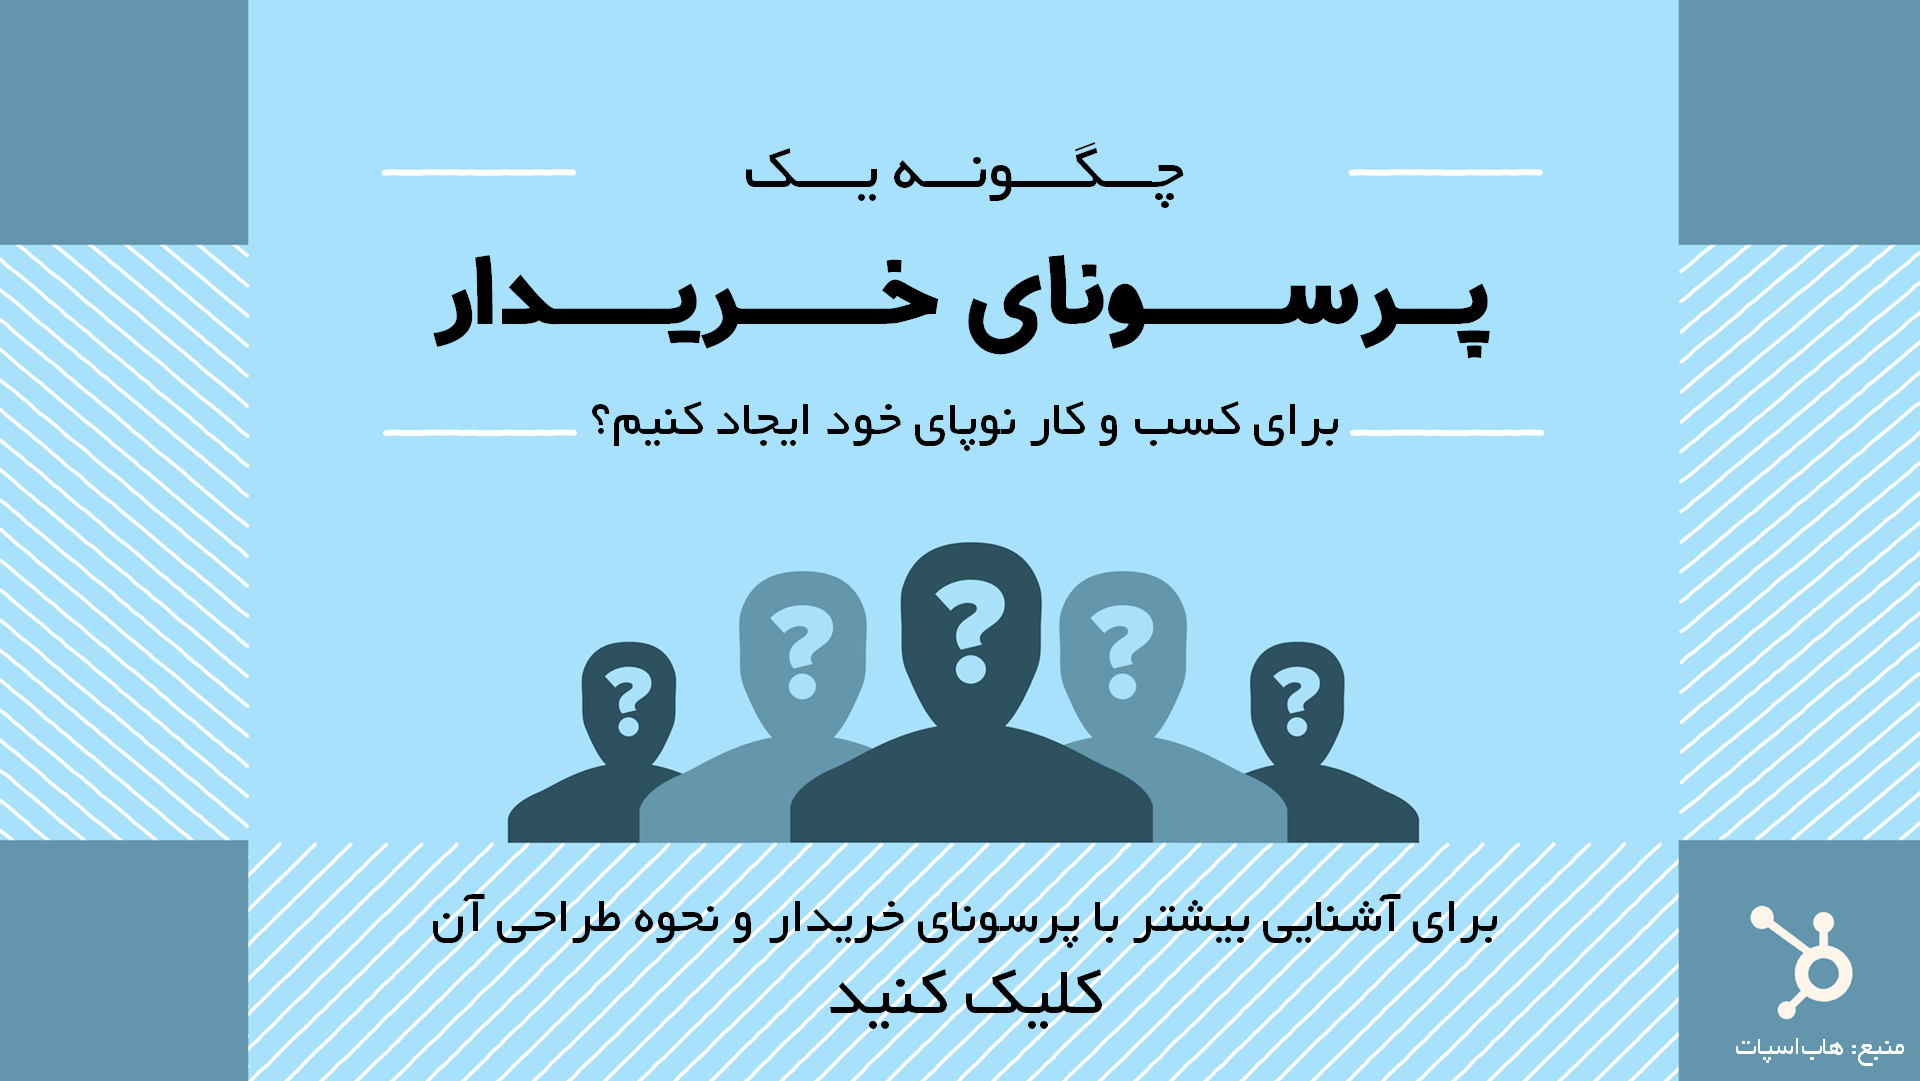 چگونه یک
پرسونای خریدار
برای کسب و کار نوپای خود ایجاد کنیم؟
?
?
?
?
?
برای آشنایی بیشتر با پرسونای خریدار و نحوه طراحی آن
کلیک کنید
منبع: هاب‌اسپات